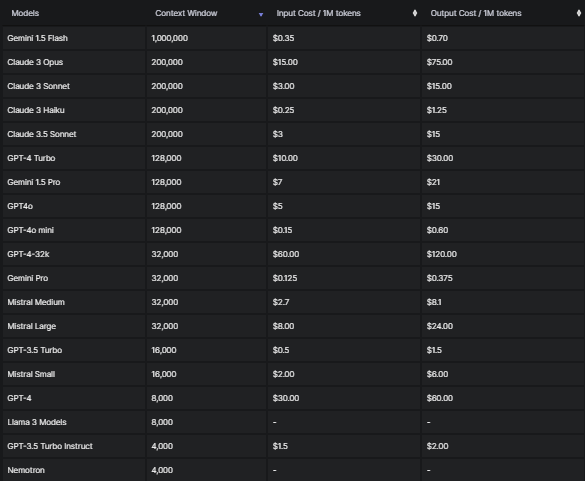 Models Context Window Input Cost / 1M tokens Output Cost / 1M tokens
Gemini 1.5 Flash 1,000,000 $0.35 $0.70
Claude 3 Opus 200,000 $15.00 $75.00
Claude 3 Sonnet 200,000 $3.00 $15.00
Claude 3 Haiku 200,000 $0.25 $1.25
Claude 3.5 Sonnet 200,000 $3 $15
GPT-4 Turbo 128,000 $10.00 $30.00
Gemini 1.5 Pro 128,000 $7 $21
GPT4o 128,000 $5 $15
GPT-4o mini 128,000 $0.15 $0.60
GPT-4-32k 32,000 $60.00 $120.00
Gemini Pro 32,000 $0.125 $0.375
Mistral Medium 32,000 $2.7 $8.1
Mistral Large 32,000 $8.00 $24.00
GPT-3.5 Turbo 16,000 $0.5 $1.5
Mistral Small 16,000 $2.00 $6.00
GPT-4 8,000 $30.00 $60.00
Llama 3 Models 8,000 - -
GPT-3.5 Turbo Instruct 4,000 $1.5 $2.00
Nemotron 4,000 - -